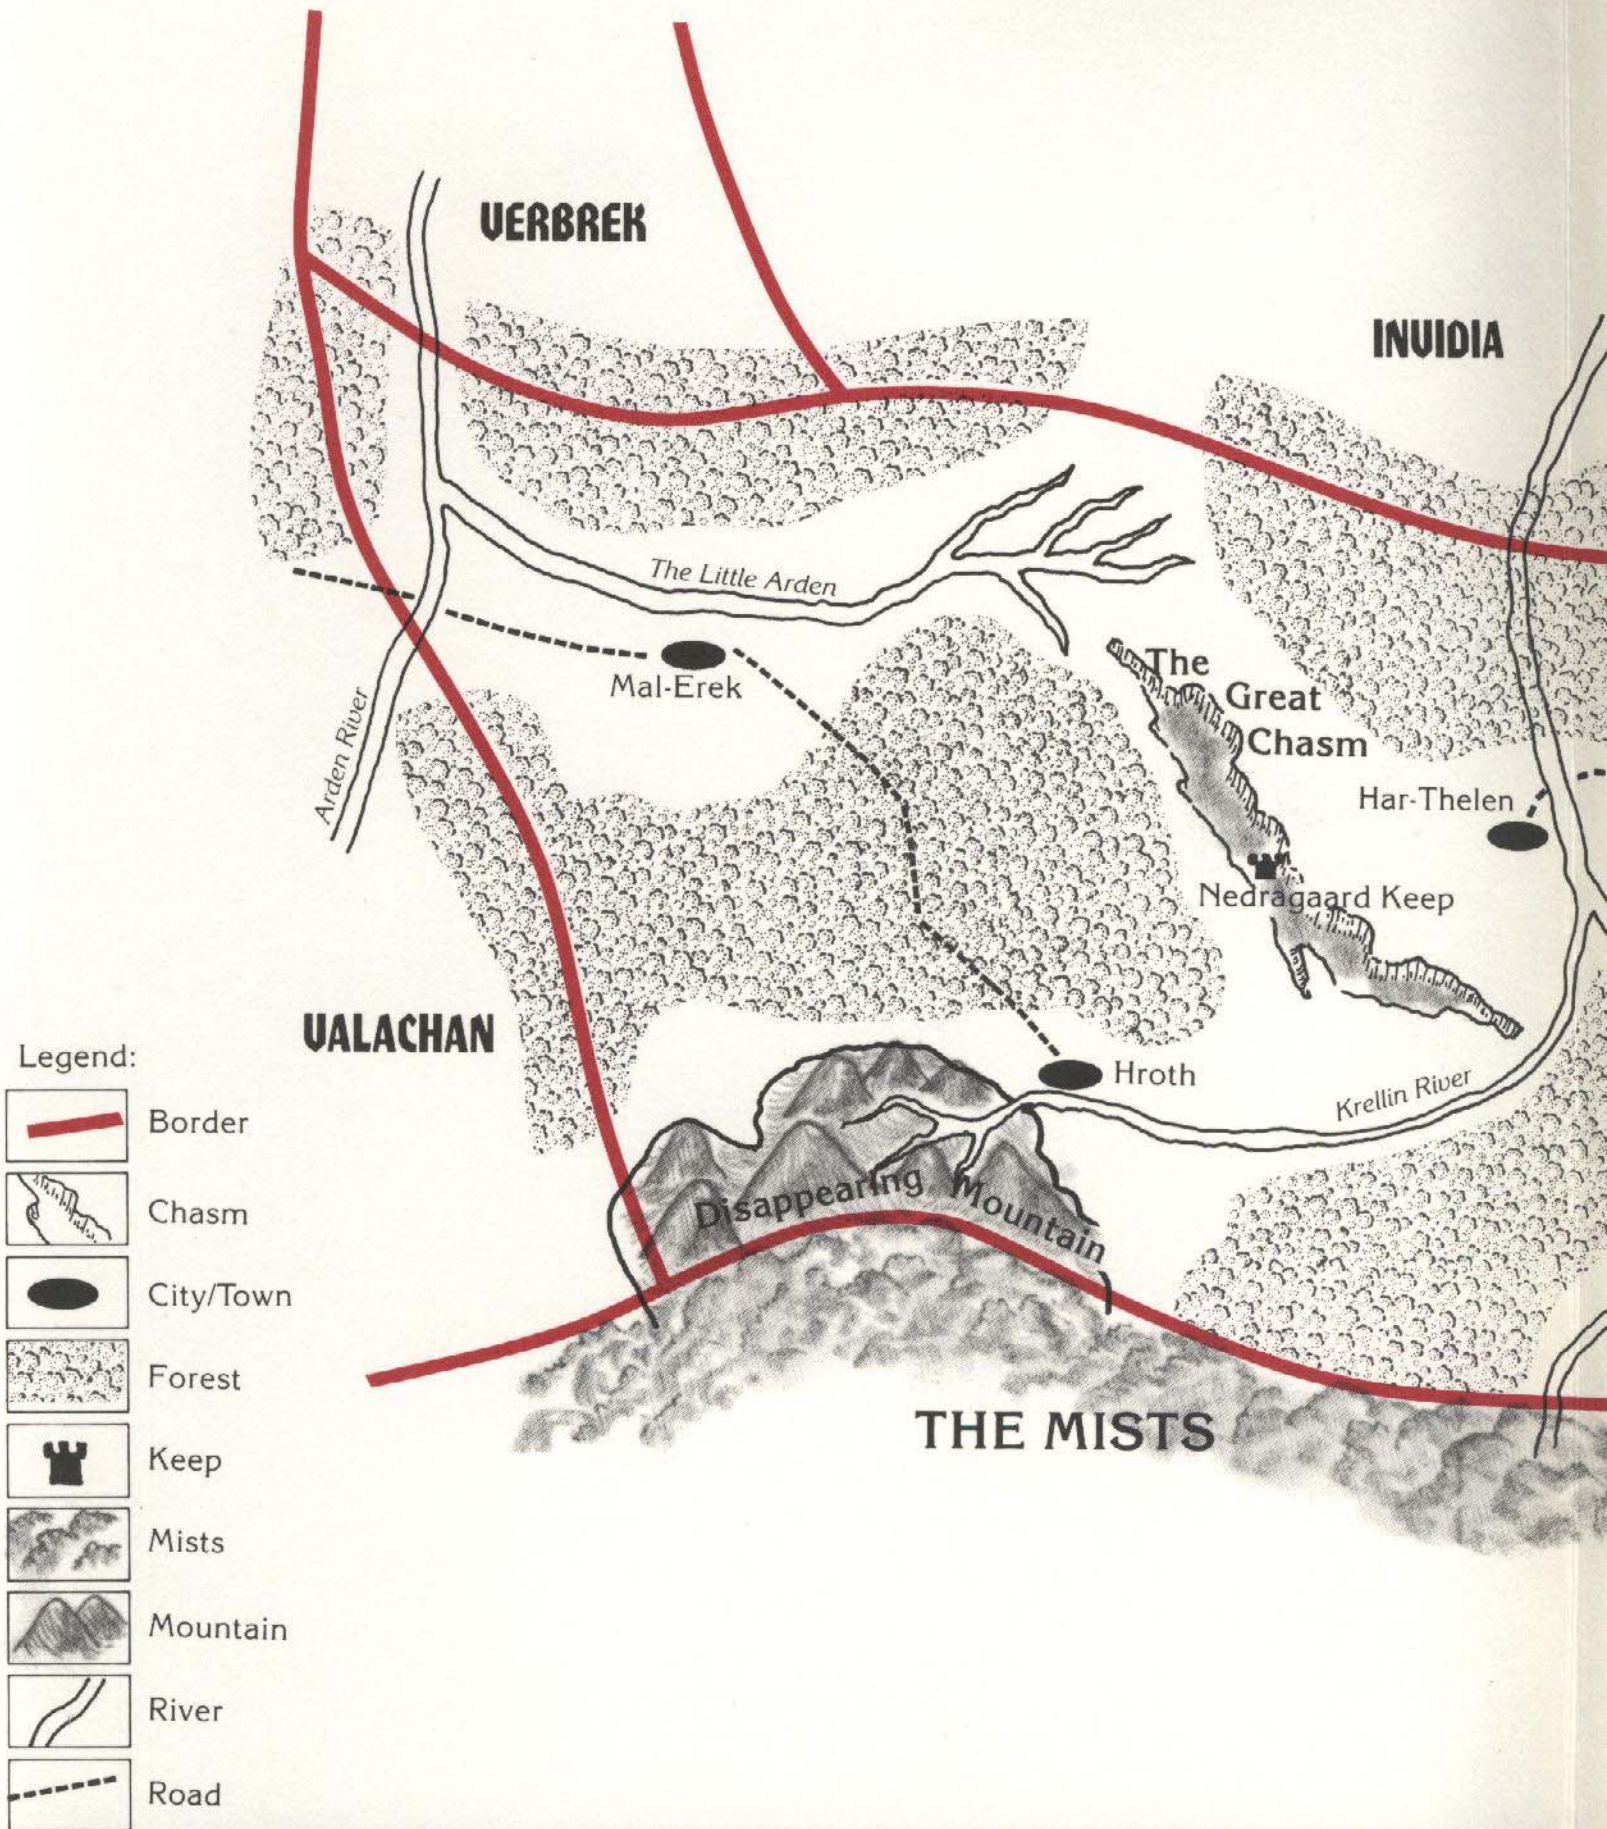 VERBREK
INVIDIA
The Little Arden
Mal-Erek
Arden River
The
Great
Chasm
Har-Thelen
Nedragaard Keep
VALACHAN
Hroth
Krellin River
Disappearing Mountain
THE MISTS
Legend:
Border
Chasm
City/Town
Forest
Keep
Mists
Mountain
River
Road